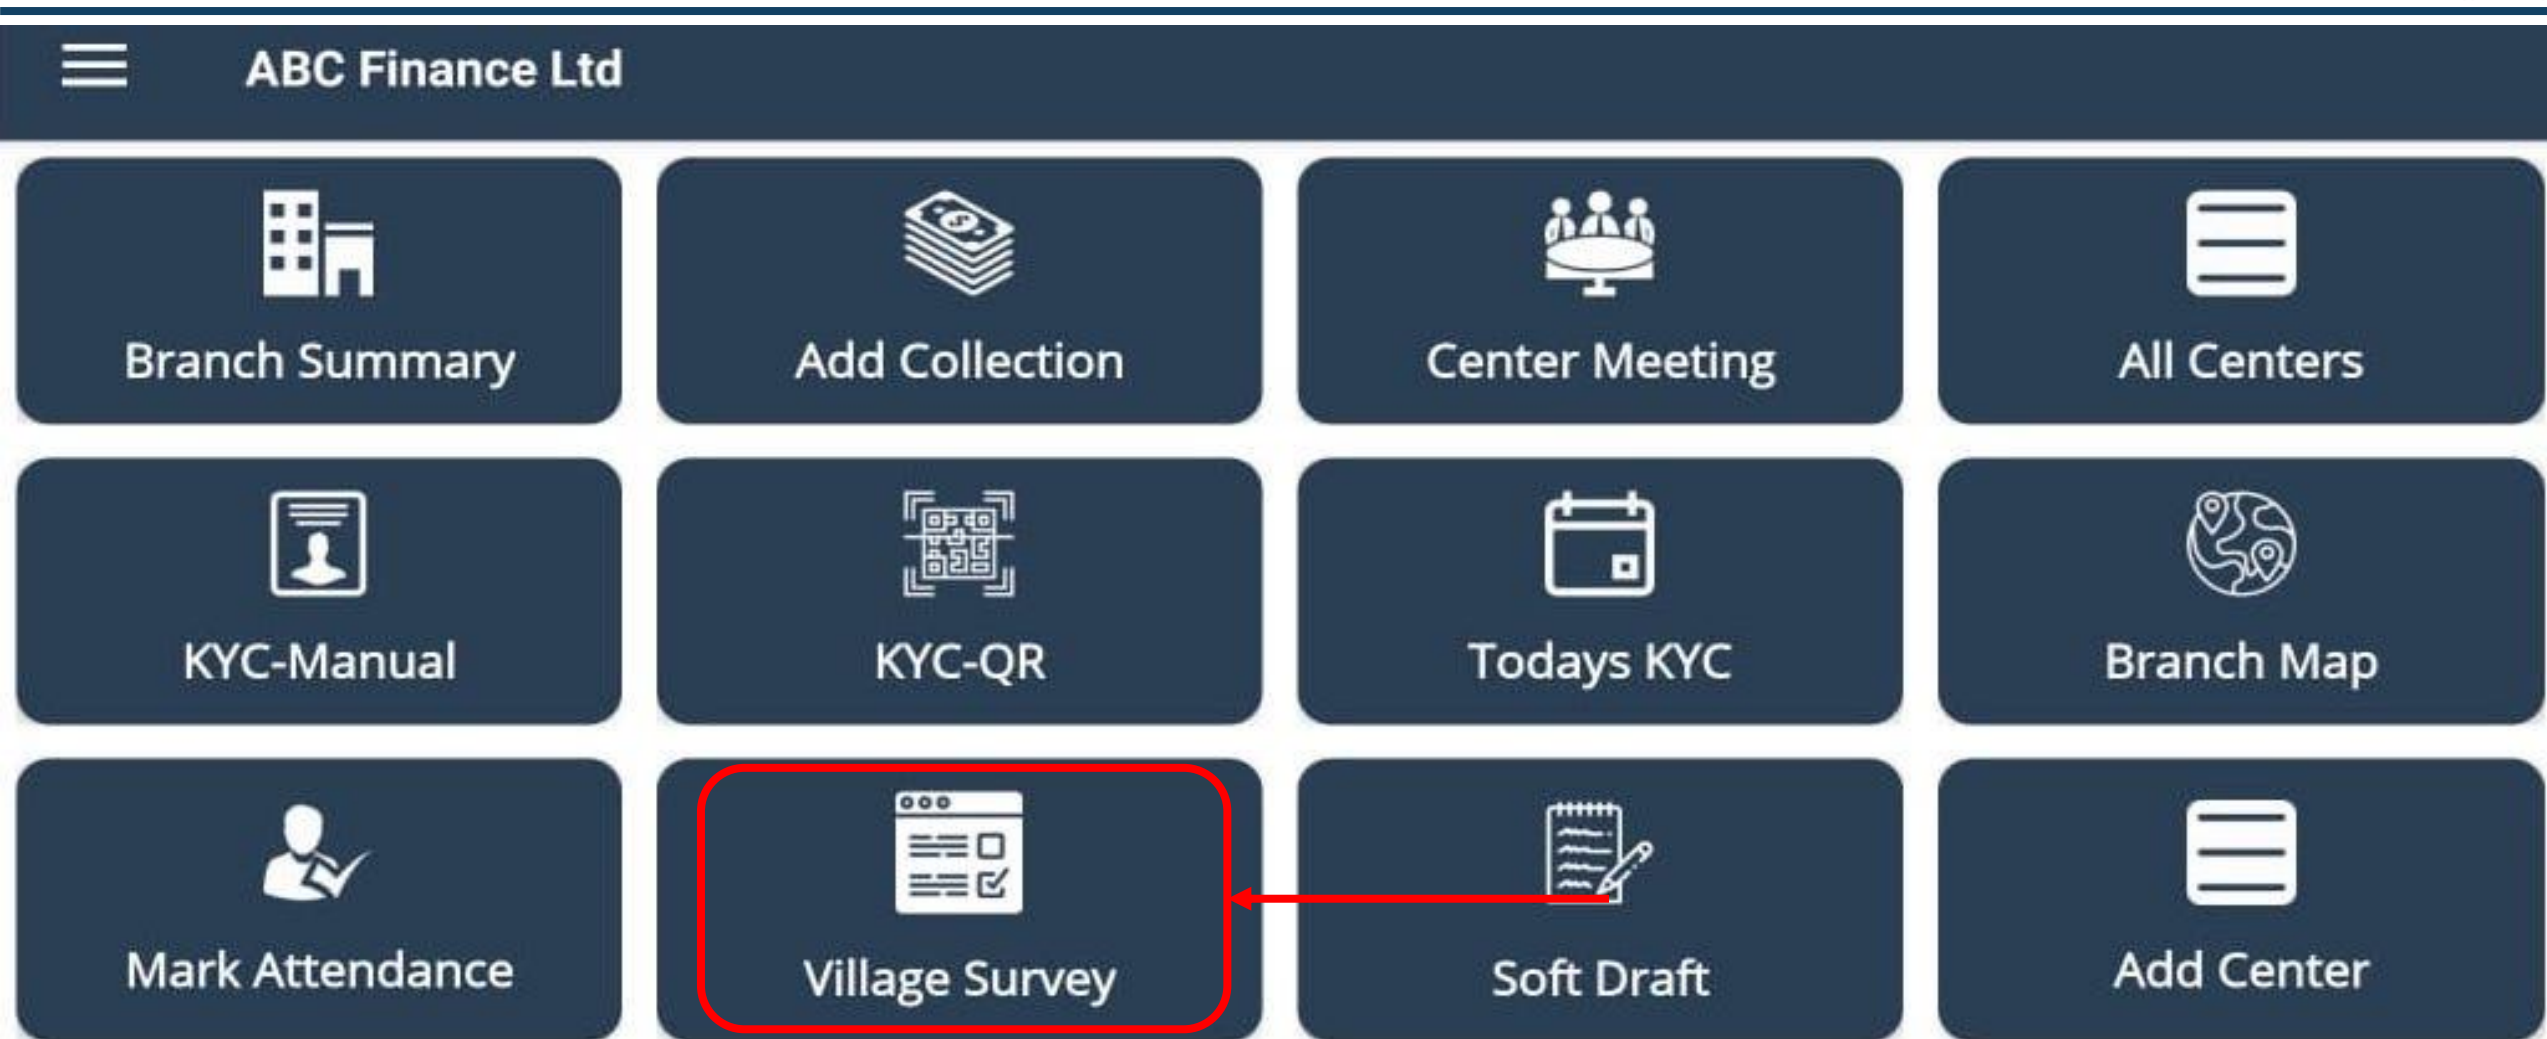 ABC Finance Ltd
Branch Summary
Add Collection
Center Meeting
All Centers
KYC-Manual
KYC-QR
Todays KYC
Branch Map
Mark Attendance
Village Survey
Soft Draft
Add Center